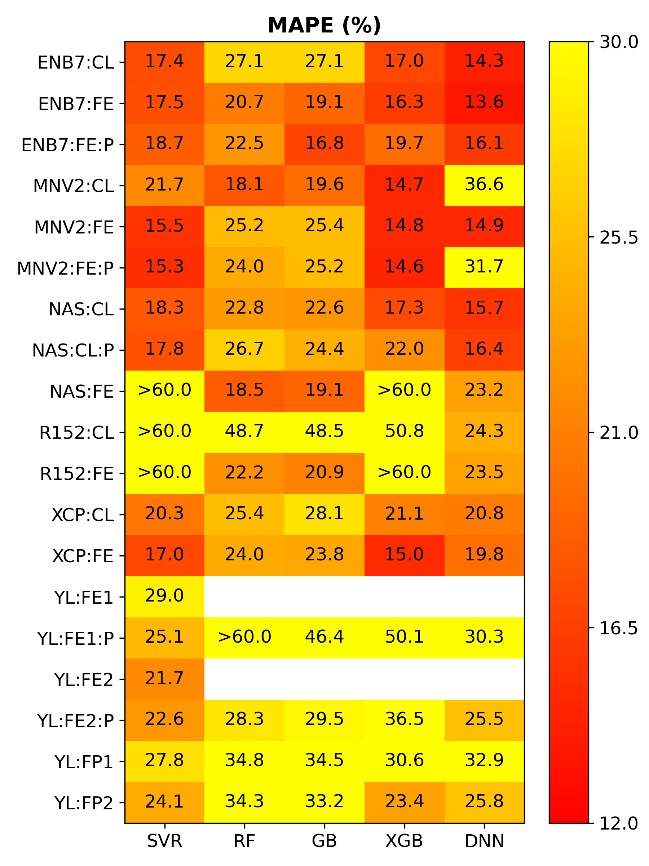 MAPE (%)
ENB7:CL 17.4 27.1 27.1 17.0 14.3
ENB7:FE 17.5 20.7 19.1 16.3 13.6
ENB7:FE:P 18.7 22.5 16.8 19.7 16.1
MNV2:CL 21.7 18.1 19.6 14.7 36.6
MNV2:FE 15.5 25.2 25.4 14.8 14.9
MNV2:FE:P 15.3 24.0 25.2 14.6 31.7
NAS:CL 18.3 22.8 22.6 17.3 15.7
NAS:CL:P 17.8 26.7 24.4 22.0 16.4
NAS:FE >60.0 18.5 19.1 >60.0 23.2
R152:CL >60.0 48.7 48.5 50.8 24.3
R152:FE >60.0 22.2 20.9 >60.0 23.5
XCP:CL 20.3 25.4 28.1 21.1 20.8
XCP:FE 17.0 24.0 23.8 15.0 19.8
YL:FE1 29.0
YL:FE1:P 25.1 >60.0 46.4 50.1 30.3
YL:FE2 21.7
YL:FE2:P 22.6 28.3 29.5 36.5 25.5
YL:FP1 27.8 34.8 34.5 30.6 32.9
YL:FP2 24.1 34.3 33.2 23.4 25.8
SVR RF GB XGB DNN
30.0
25.5
21.0
16.5
12.0